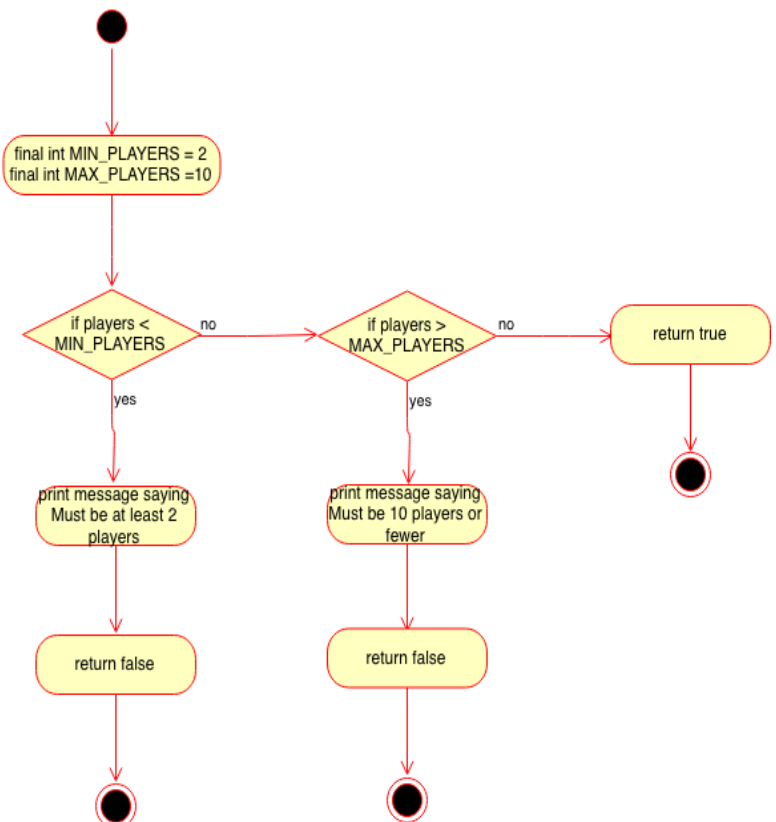 final int MIN_PLAYERS = 2
final int MAX_PLAYERS =10
if players <
MIN_PLAYERS
no
if players >
MAX_PLAYERS
no
return true
yes
yes
print message saying
Must be at least 2
players
print message saying
Must be 10 players or
fewer
return false
return false